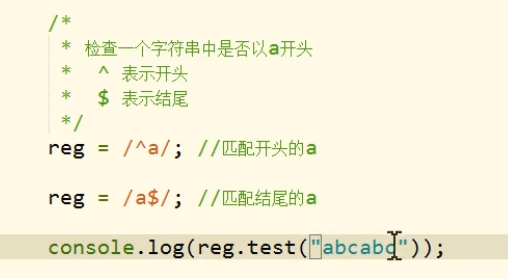 /*
* 检查一个字符串中是否以a开头
* ^ 表示开头
* $ 表示结尾
*/
reg = /^a/; //匹配开头的a
reg = /a$/; //匹配结尾的a
console.log(reg.test("abcabc"));